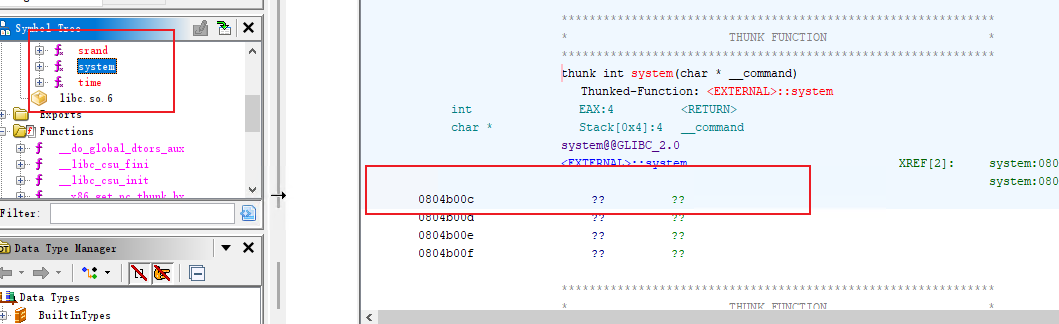 Symbol Tree
srand
system
time
libc.so.6
Exports
Functions
__do_global_dtors_aux
__libc_csu_fini
__libc_csu_init
__x86.get_pc_thunk.bx
Filter:
Data Type Manager
Data Types
BuiltInTypes
* THUNK FUNCTION *
thunk int system(char * __command)
Thunked-Function: <EXTERNAL>::system
int EAX:4 <RETURN>
char * Stack[0x4]:4 __command
system@@GLIBC_2.0
<EXTERNAL>::system XREF[2]: system:080
system:080
0804b00c ?? ??
0804b00d ?? ??
0804b00e ?? ??
0804b00f ?? ??
* THUNK FUNCTION *